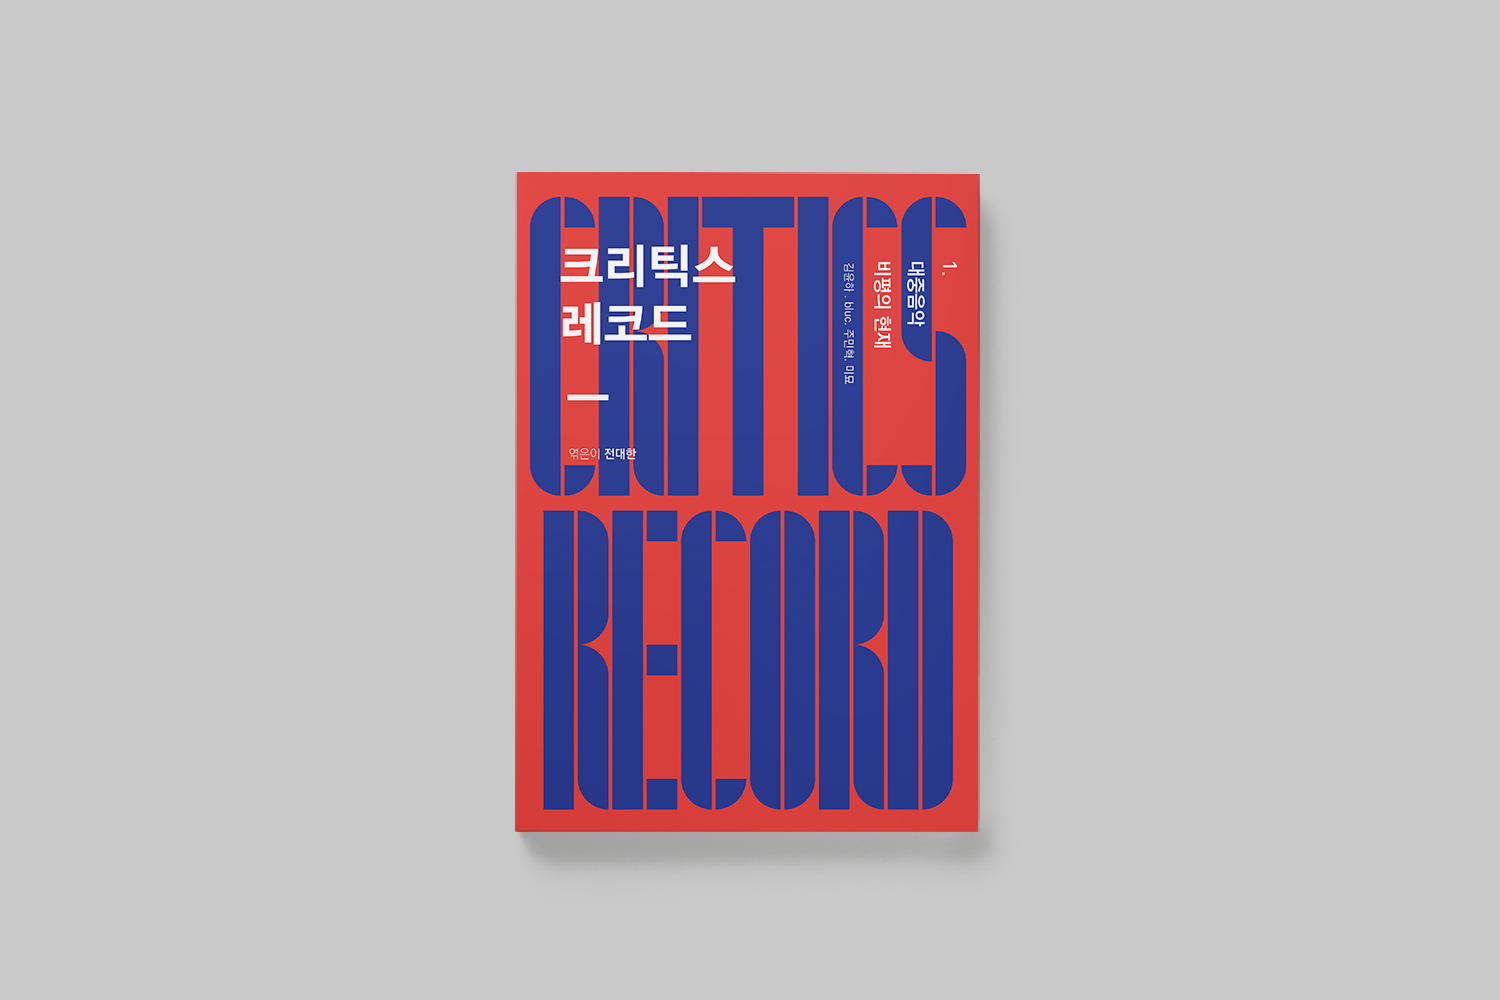 CRITICS
RECORD
크리틱스
레코드
엮은이 전대한
1.
대중음악
비평의 현재
김윤하. bluc. 주민혁. 미묘